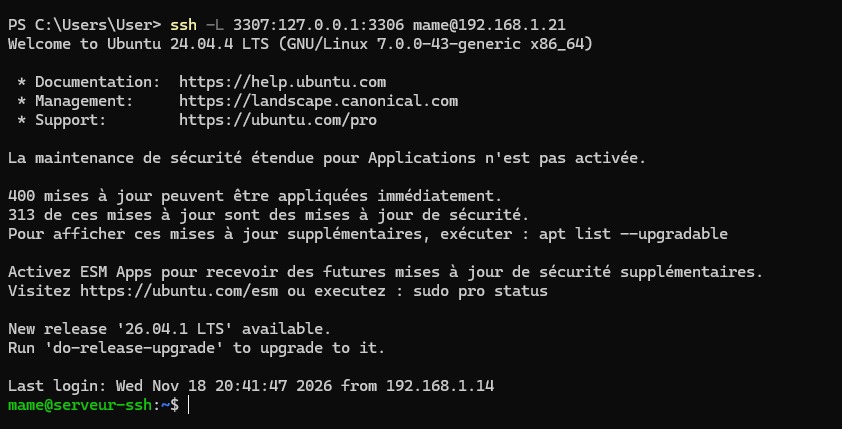 PS C:\Users\User> ssh -L 3307:127.0.0.1:3306 mame@192.168.1.21
Welcome to Ubuntu 24.04.4 LTS (GNU/Linux 7.0.0-43-generic x86_64)
* Documentation:  https://help.ubuntu.com
* Management:     https://landscape.canonical.com
* Support:        https://ubuntu.com/pro
La maintenance de sécurité étendue pour Applications n'est pas activée.
400 mises à jour peuvent être appliquées immédiatement.
313 de ces mises à jour sont des mises à jour de sécurité.
Pour afficher ces mises à jour supplémentaires, exécuter : apt list --upgradable
Activez ESM Apps pour recevoir des futures mises à jour de sécurité supplémentaires.
Visitez https://ubuntu.com/esm ou executez : sudo pro status
New release '26.04.1 LTS' available.
Run 'do-release-upgrade' to upgrade to it.
Last login: Wed Nov 18 20:41:47 2026 from 192.168.1.14
mame@serveur-ssh:~$